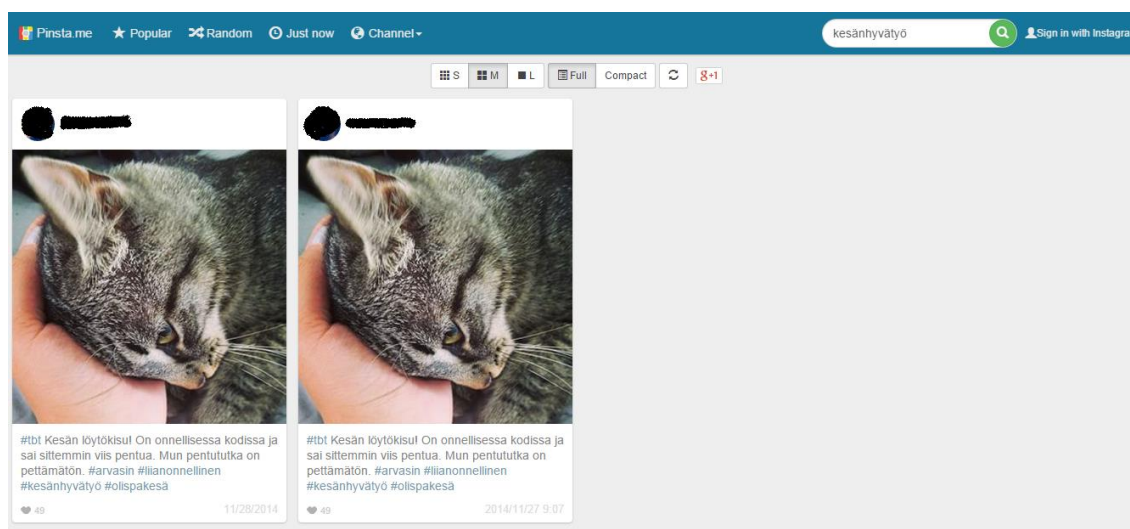 Pinsta.me Popular Random Just now Channel kesänhyvätyö Sign in with Instagra
S M L Full Compact g+1
#tbt Kesän löytökisu! On onnellisessa kodissa ja
sai sittemmin viis pentua. Mun pentututka on
pettämätön. #arvasin #liianonnellinen
#kesänhyvätyö #olispakesä
49 11/28/2014
#tbt Kesän löytökisu! On onnellisessa kodissa ja
sai sittemmin viis pentua. Mun pentututka on
pettämätön. #arvasin #liianonnellinen
#kesänhyvätyö #olispakesä
49 2014/11/27 9:07